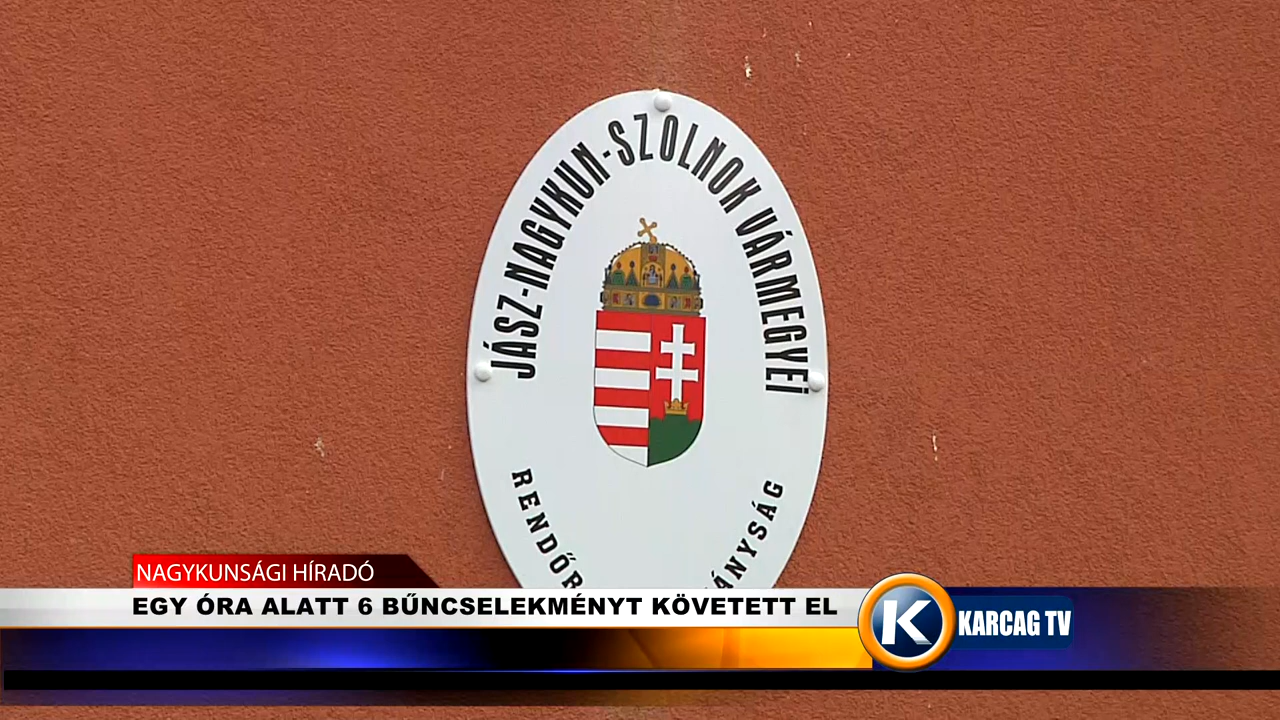 JÁSZ-NAGYKUN-SZOLNOK VÁRMEGYEI
NAGYKUNSÁGI HÍRADÓ
EGY ÓRA ALATT 6 BŰNCSELEKMÉNYT KÖVETETT EL
K
KARCAG TV